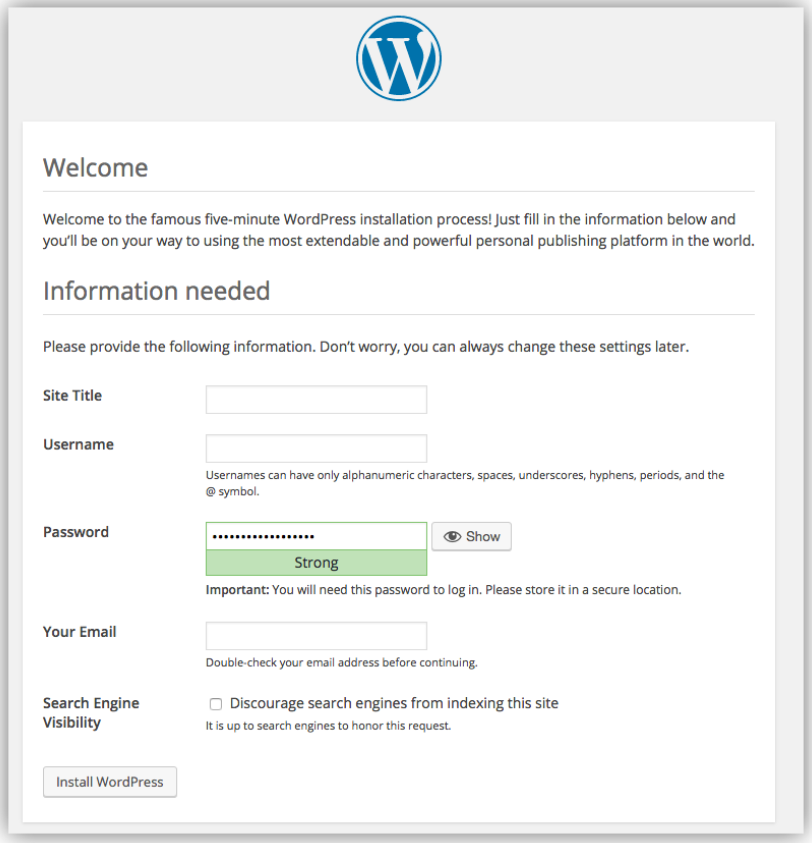 Welcome
Welcome to the famous five-minute WordPress installation process! Just fill in the information below and
you’ll be on your way to using the most extendable and powerful personal publishing platform in the world.
Information needed
Please provide the following information. Don’t worry, you can always change these settings later.
Site Title
Username
Usernames can have only alphanumeric characters, spaces, underscores, hyphens, periods, and the
@ symbol.
Password
•••••••••••••••••• Show
Strong
Important: You will need this password to log in. Please store it in a secure location.
Your Email
Double-check your email address before continuing.
Search Engine
Visibility
Discourage search engines from indexing this site
It is up to search engines to honor this request.
Install WordPress